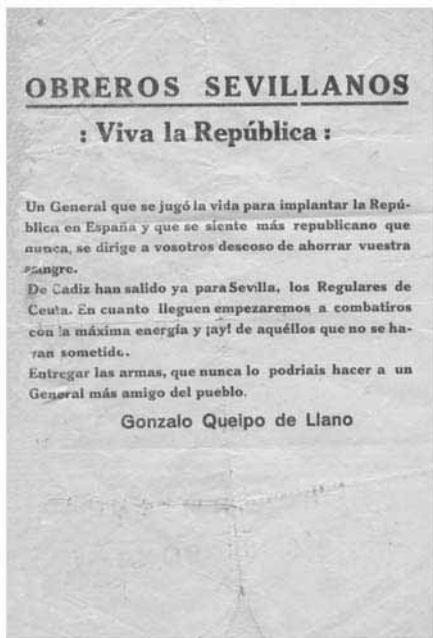 OBREROS SEVILLANOS
: Viva la República :
Un General que se jugó la vida para implantar la Repú-
blica en España y que se siente más republicano que
nunca, se dirige a vosotros deseoso de ahorrar vuestra
sangre.
De Cadiz han salido ya para Sevilla, los Regulares de
Ceuta. En cuanto lleguen empezaremos a combatiros
con la máxima energía y ¡ay! de aquéllos que no se ha-
yan sometido.
Entregar las armas, que nunca lo podriais hacer a un
General más amigo del pueblo.
Gonzalo Queipo de Llano